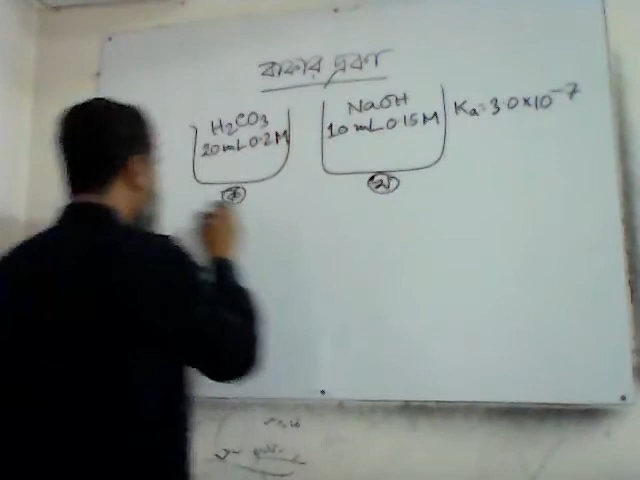 বাফার দ্রবণ
H₂CO₃
20 mL 0.2 M
NaOH
10 mL 0.15 M
Ka = 3.0 × 10⁻⁷